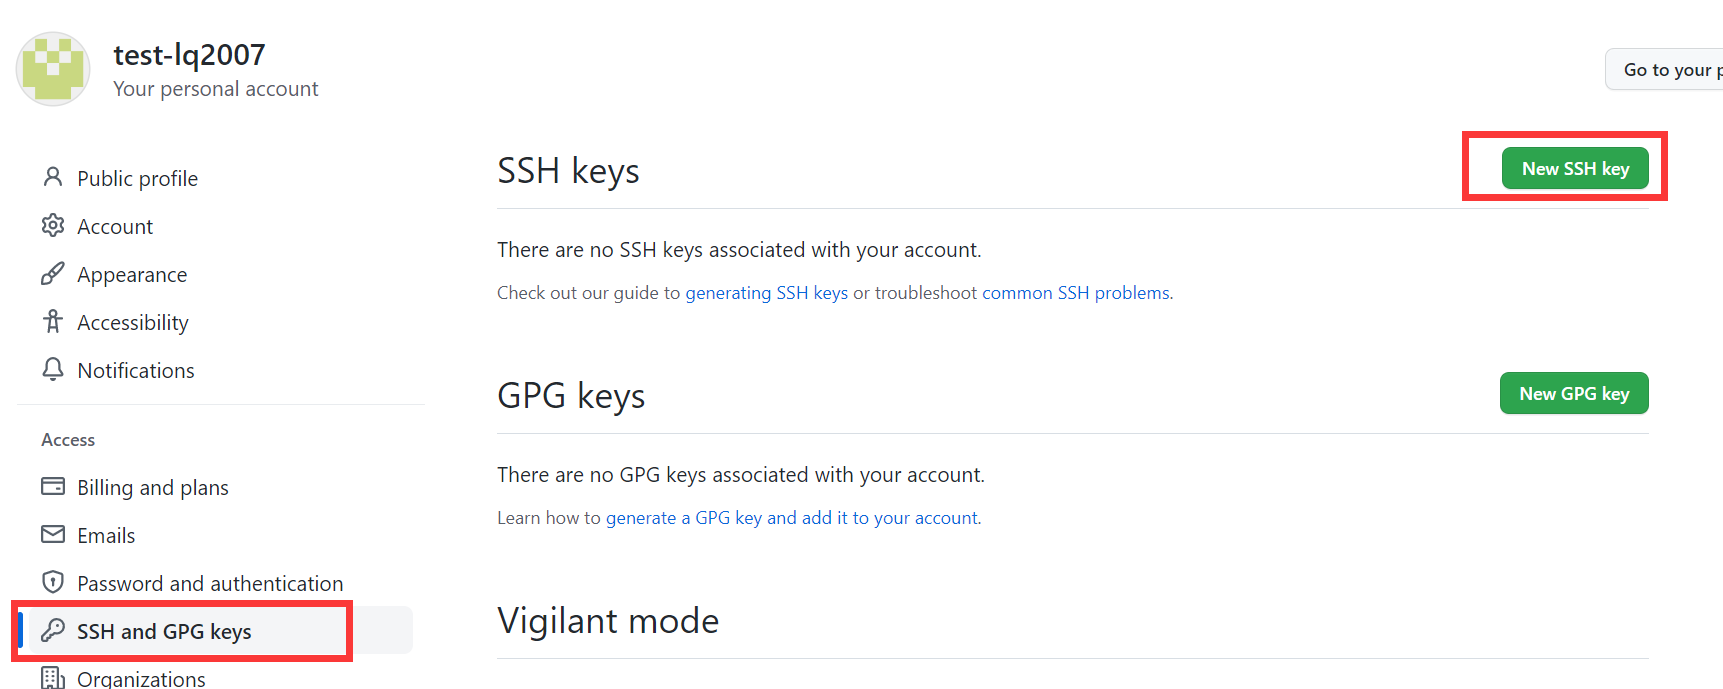 test-lq2007
Your personal account
Go to your p
Public profile
Account
Appearance
Accessibility
Notifications
Access
Billing and plans
Emails
Password and authentication
SSH and GPG keys
Organizations
SSH keys
New SSH key
There are no SSH keys associated with your account.
Check out our guide to generating SSH keys or troubleshoot common SSH problems.
GPG keys
New GPG key
There are no GPG keys associated with your account.
Learn how to generate a GPG key and add it to your account.
Vigilant mode